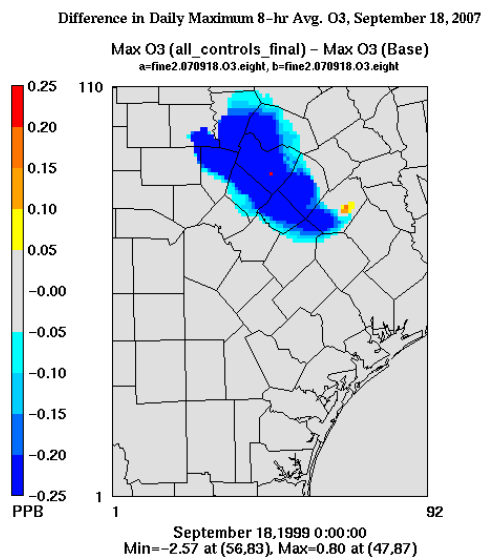 Difference in Daily Maximum 8-hr Avg. O3, September 18, 2007
Max O3 (all_controls_final) − Max O3 (Base)
a=fine2.070918.O3.eight, b=fine2.070918.O3.eight
0.25
0.20
0.15
0.10
0.05
−0.00
−0.05
−0.10
−0.15
−0.20
−0.25
PPB
110
1
1
92
September 18,1999 0:00:00
Min=−2.57 at (56,83), Max=0.80 at (47,87)